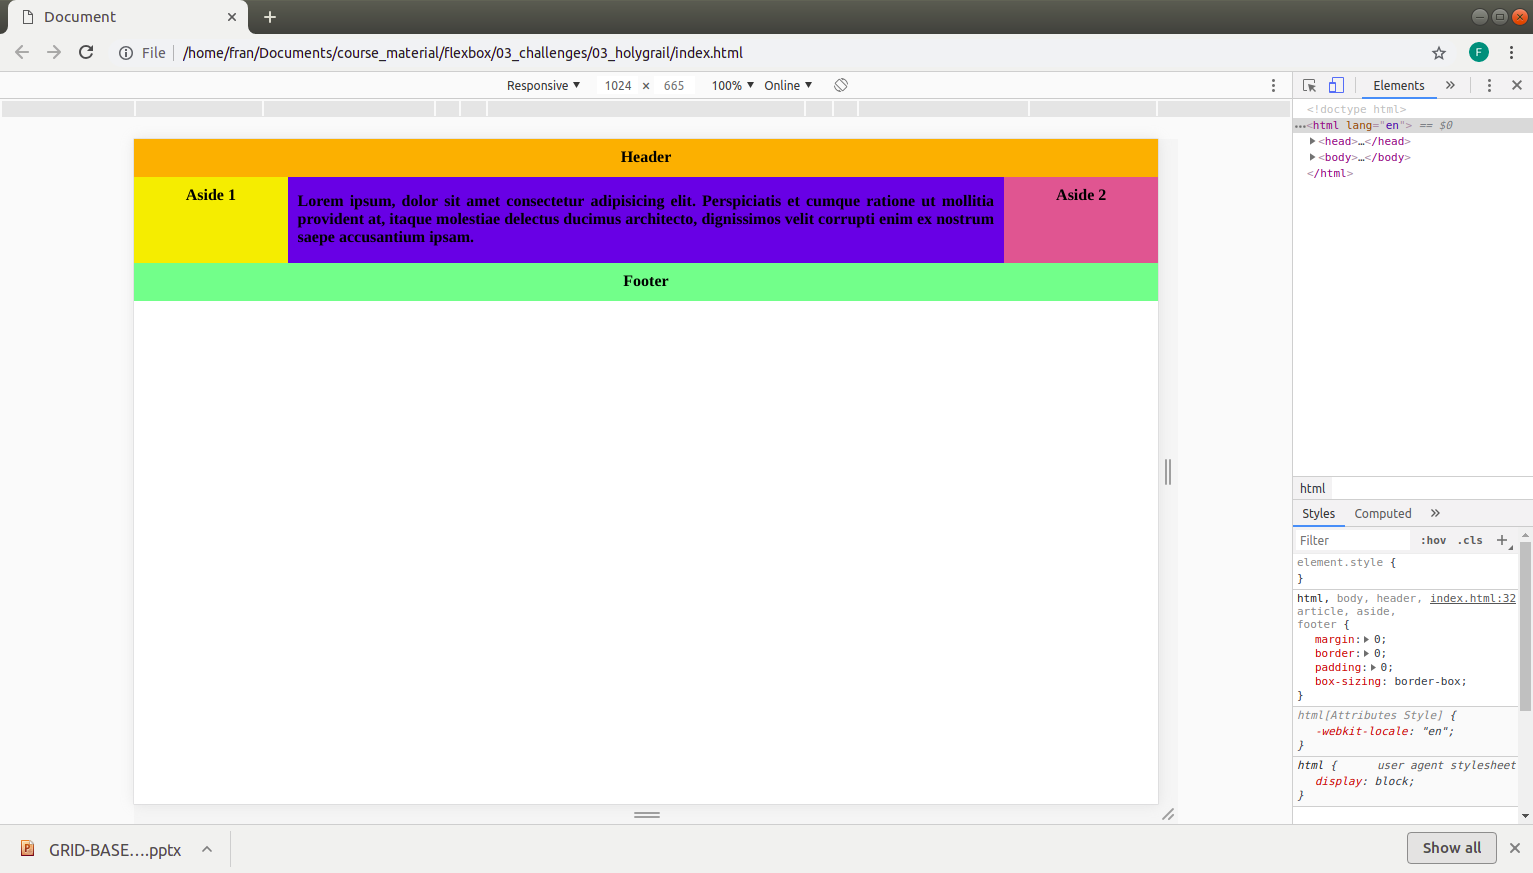 Document
File
/home/fran/Documents/course_material/flexbox/03_challenges/03_holygrail/index.html
F
Responsive ▼ 1024 × 665 100% ▼ Online ▼
Elements »
<!doctype html>
…<html lang="en"> == $0
<head>…</head>
<body>…</body>
</html>
Header
Aside 1
Lorem ipsum, dolor sit amet consectetur adipisicing elit. Perspiciatis et cumque ratione ut mollitia
provident at, itaque molestiae delectus ducimus architecto, dignissimos velit corrupti enim ex nostrum
saepe accusantium ipsam.
Aside 2
Footer
html
Styles Computed »
Filter :hov .cls +
element.style {
}
html, body, header, index.html:32
article, aside,
footer {
margin: 0;
border: 0;
padding: 0;
box-sizing: border-box;
}
html[Attributes Style] {
-webkit-locale: "en";
}
html { user agent stylesheet
display: block;
}
GRID-BASE….pptx
Show all